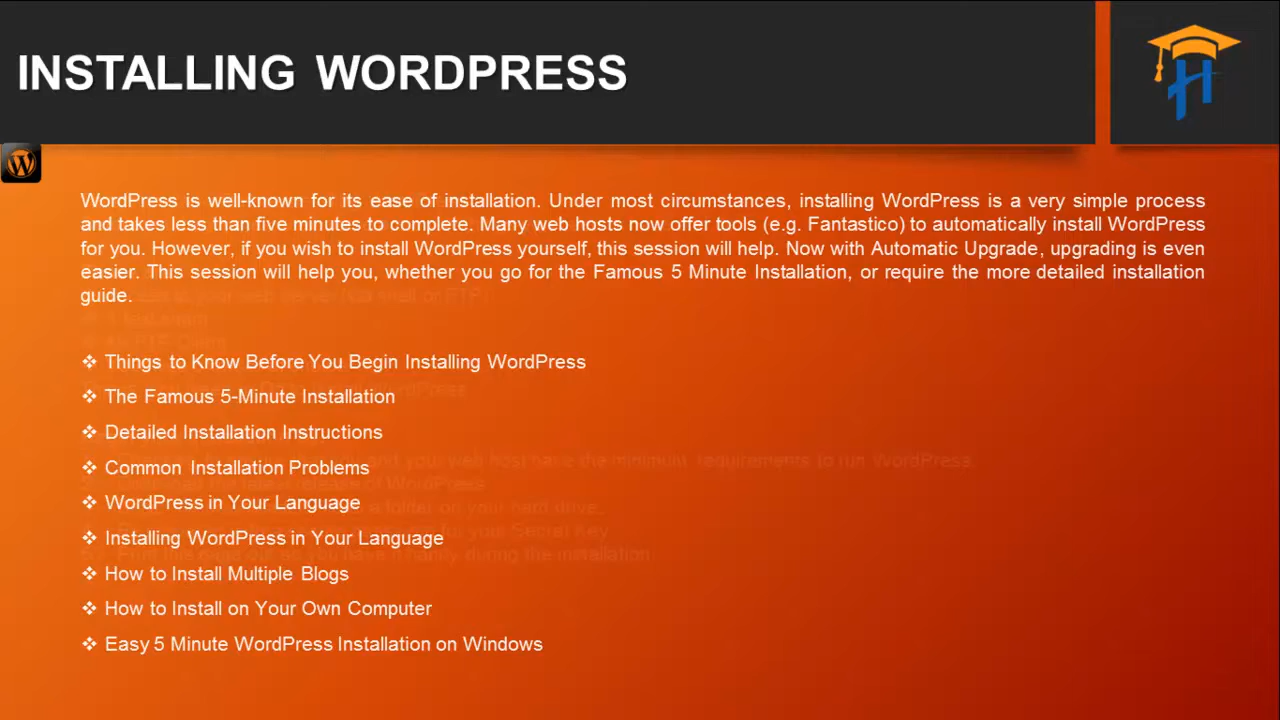 INSTALLING WORDPRESS
WordPress is well-known for its ease of installation. Under most circumstances, installing WordPress is a very simple process
and takes less than five minutes to complete. Many web hosts now offer tools (e.g. Fantastico) to automatically install WordPress
for you. However, if you wish to install WordPress yourself, this session will help. Now with Automatic Upgrade, upgrading is even
easier. This session will help you, whether you go for the Famous 5 Minute Installation, or require the more detailed installation
guide.
❖ Things to Know Before You Begin Installing WordPress
❖ The Famous 5-Minute Installation
❖ Detailed Installation Instructions
❖ Common Installation Problems
❖ WordPress in Your Language
❖ Installing WordPress in Your Language
❖ How to Install Multiple Blogs
❖ How to Install on Your Own Computer
❖ Easy 5 Minute WordPress Installation on Windows